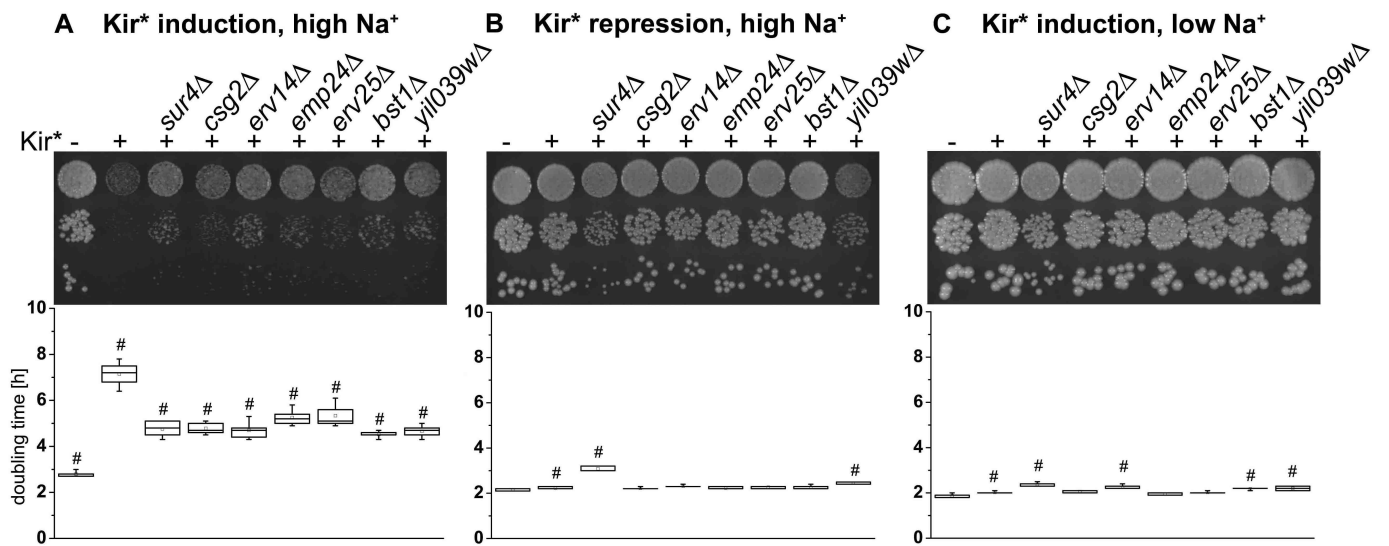 A Kir* induction, high Na⁺
B Kir* repression, high Na⁺
C Kir* induction, low Na⁺
sur4Δ csg2Δ erv14Δ emp24Δ erv25Δ bst1Δ yil039wΔ
sur4Δ csg2Δ erv14Δ emp24Δ erv25Δ bst1Δ yil039wΔ
sur4Δ csg2Δ erv14Δ emp24Δ erv25Δ bst1Δ yil039wΔ
Kir* - + + + + + + + +
- + + + + + + + +
- + + + + + + + +
doubling time [h]
10
8
6
4
2
0
# # # # # # # # #
10
8
6
4
2
0
# # #
10
8
6
4
2
0
# # # # #